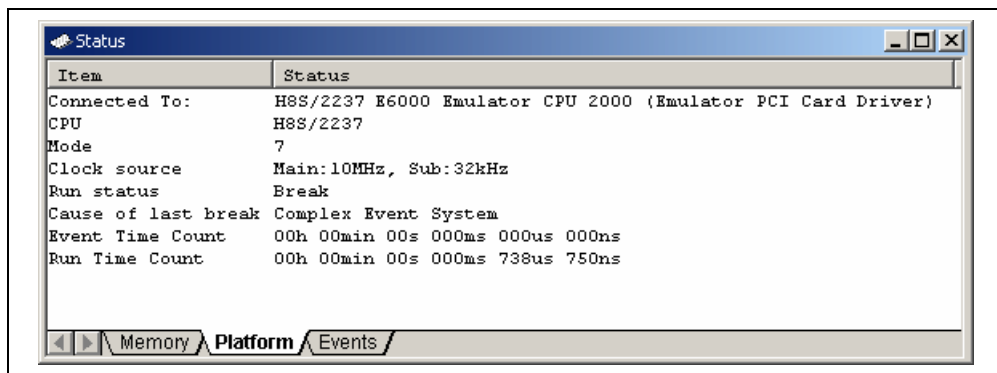 Status
Item Status
Connected To: H8S/2237 E6000 Emulator CPU 2000 (Emulator PCI Card Driver)
CPU H8S/2237
Mode 7
Clock source Main:10MHz, Sub:32kHz
Run status Break
Cause of last break Complex Event System
Event Time Count 00h 00min 00s 000ms 000us 000ns
Run Time Count 00h 00min 00s 000ms 738us 750ns
Memory Platform Events